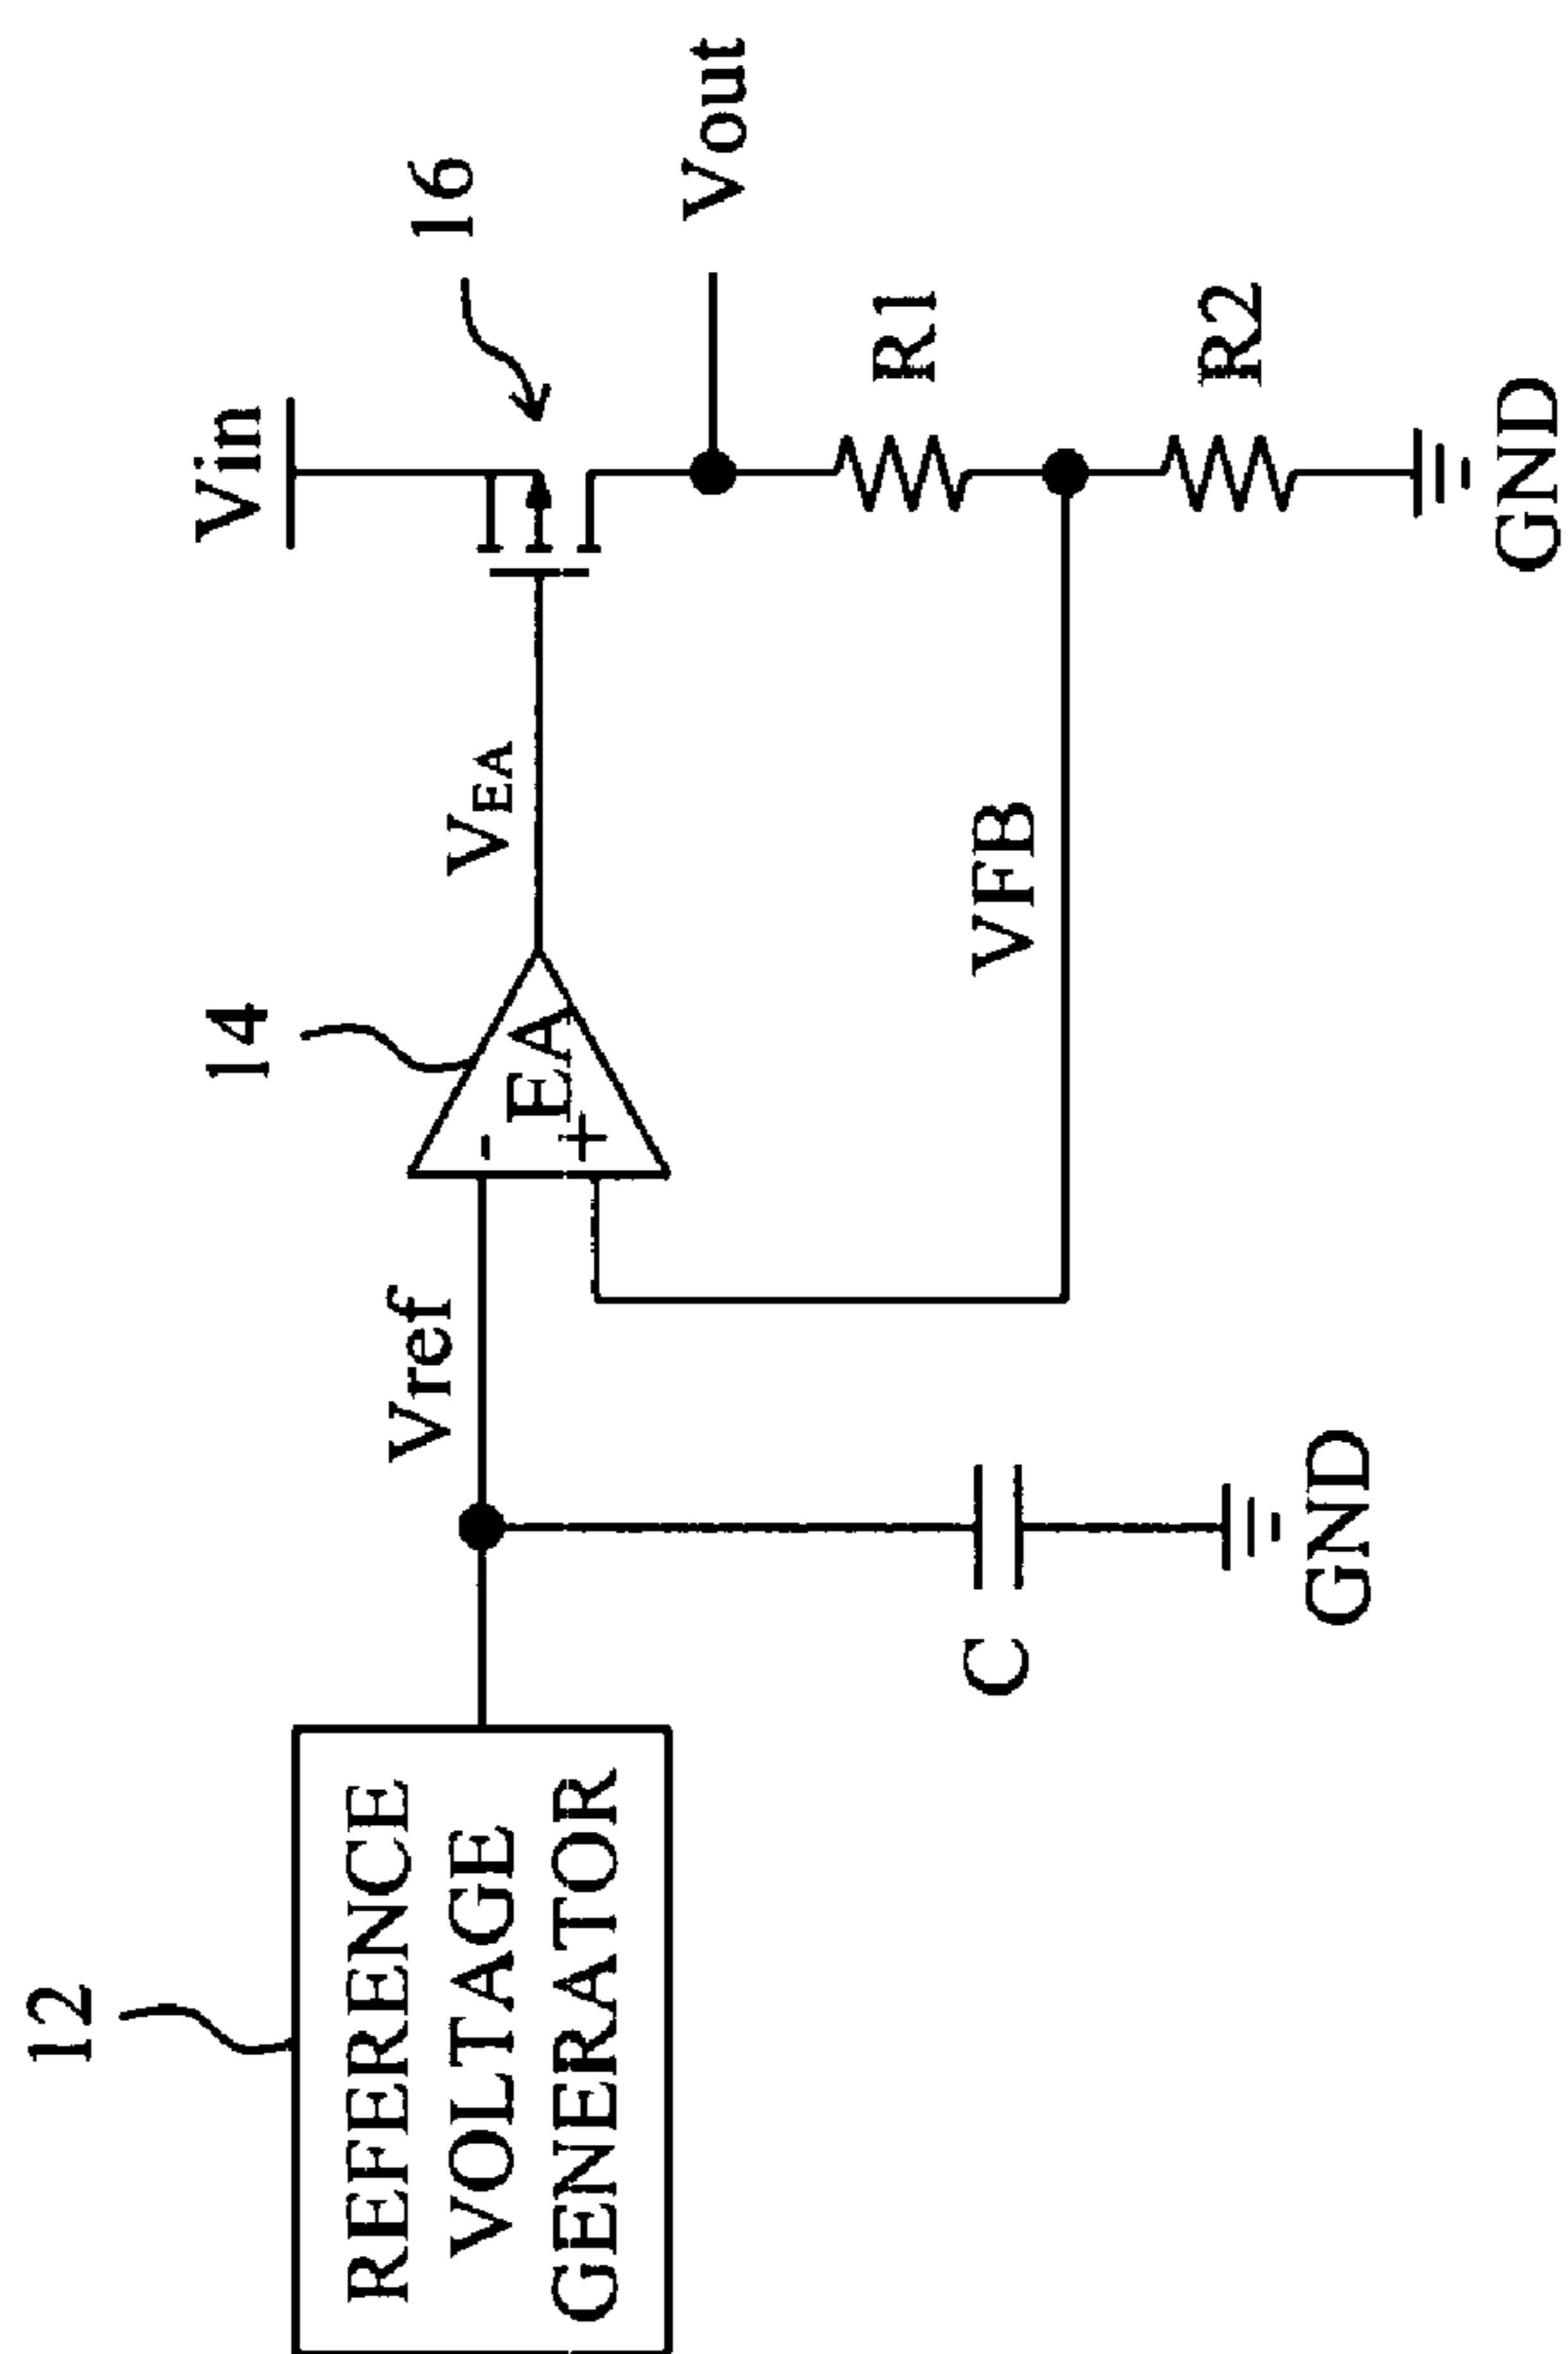 12
REFERENCE
VOLTAGE
GENERATOR
C
GND
Vref
14
-
EA
+
VEA
VFB
Vin
16
Vout
R1
R2
GND